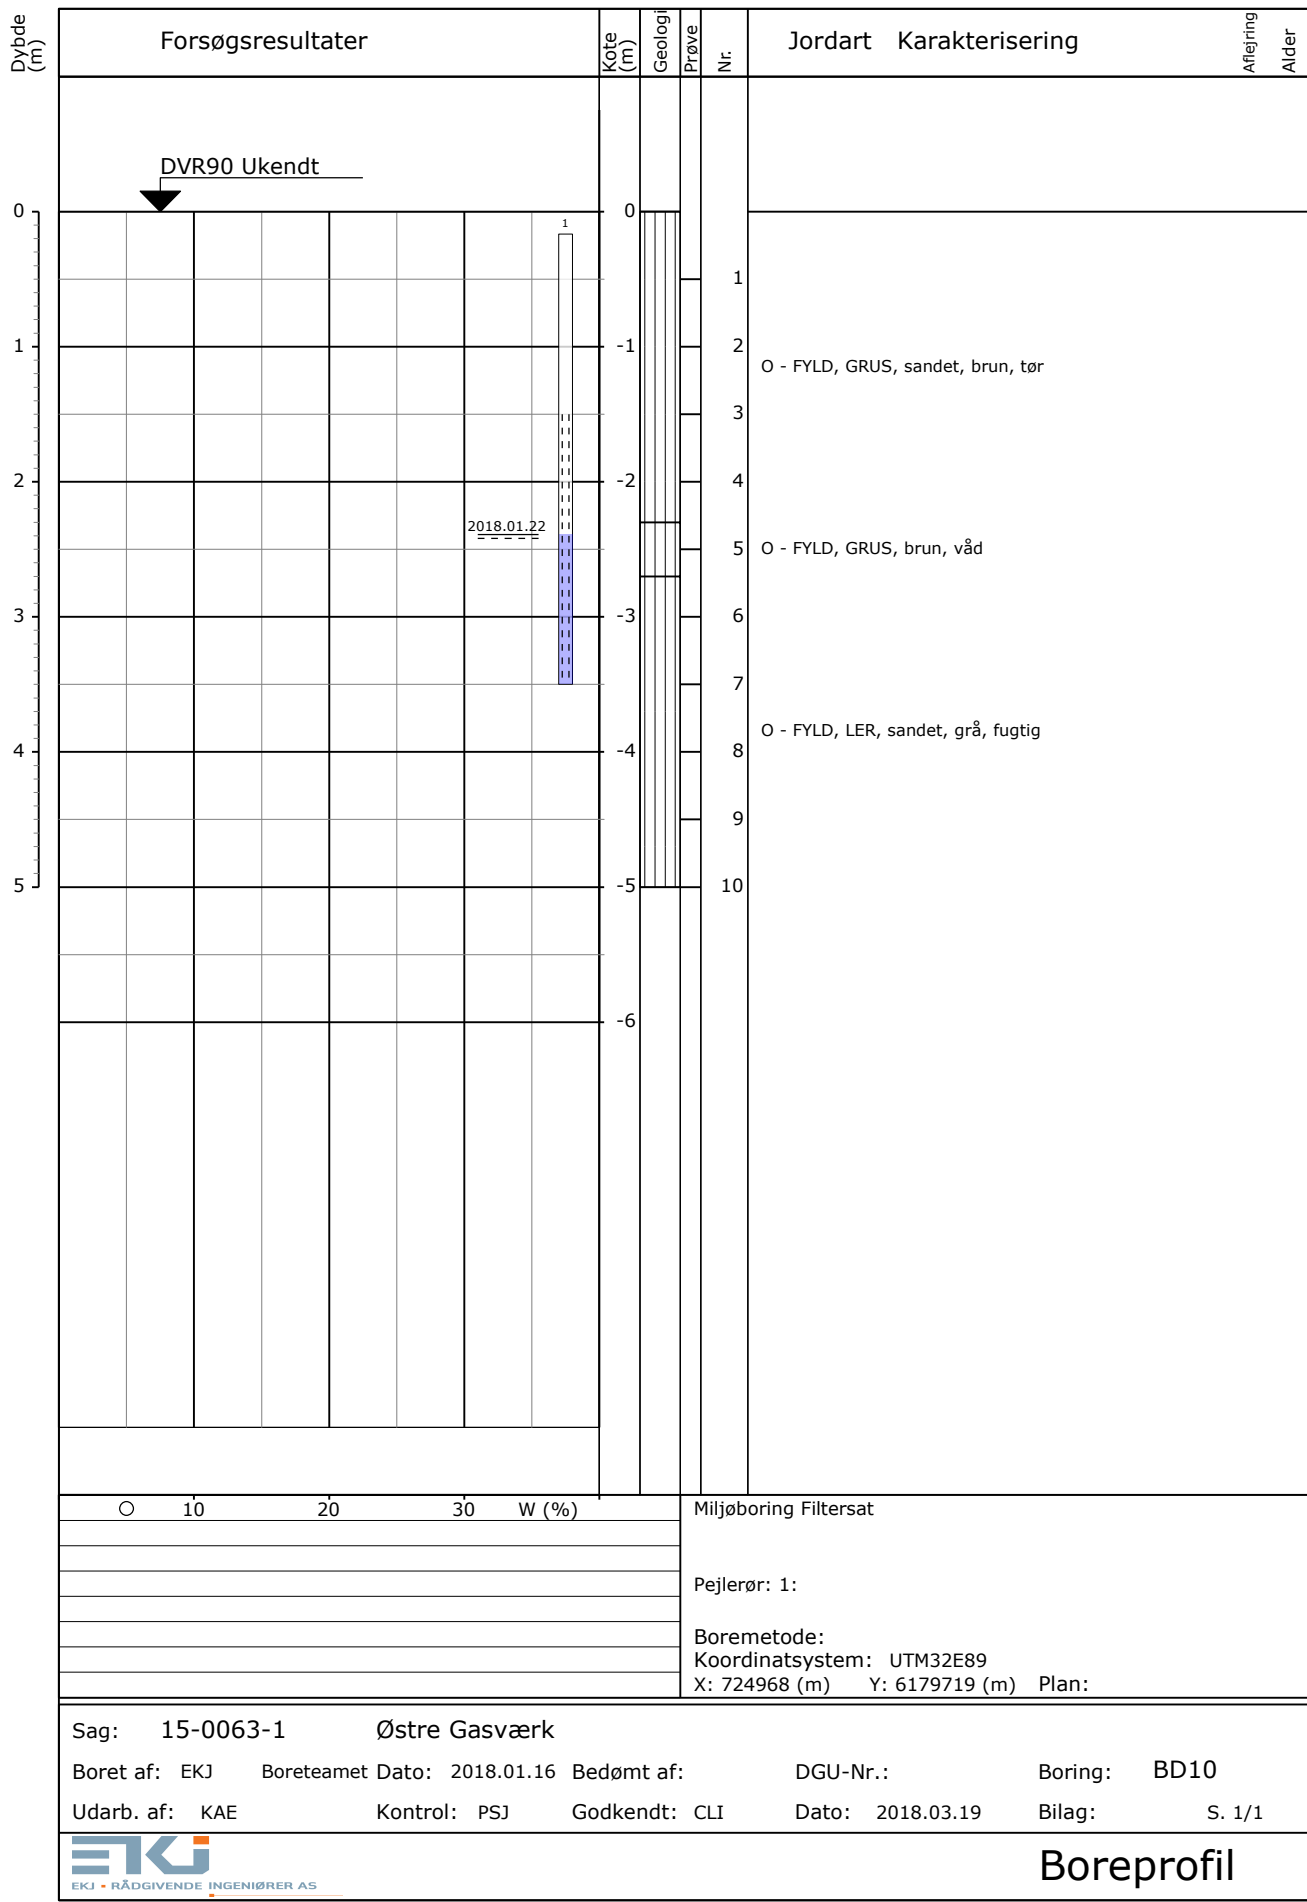 Dybde (m)
Forsøgsresultater
Kote (m)
Geologi
Prøve
Nr.
Jordart Karakterisering
Aflejring
Alder
DVR90 Ukendt
0 0
1
1
1 -1 2
O - FYLD, GRUS, sandet, brun, tør
3
2 -2 4
2018.01.22
5 O - FYLD, GRUS, brun, våd
3 -3 6
7
O - FYLD, LER, sandet, grå, fugtig
4 -4 8
9
5 -5 10
-6
10 20 30 W (%)
Miljøboring Filtersat
Pejlerør: 1:
Boremetode:
Koordinatsystem: UTM32E89
X: 724968 (m) Y: 6179719 (m) Plan:
Sag: 15-0063-1 Østre Gasværk
Boret af: EKJ Boreteamet Dato: 2018.01.16 Bedømt af: DGU-Nr.: Boring: BD10
Udarb. af: KAE Kontrol: PSJ Godkendt: CLI Dato: 2018.03.19 Bilag: S. 1/1
EKJ
EKJ - RÅDGIVENDE INGENIØRER AS
Boreprofil